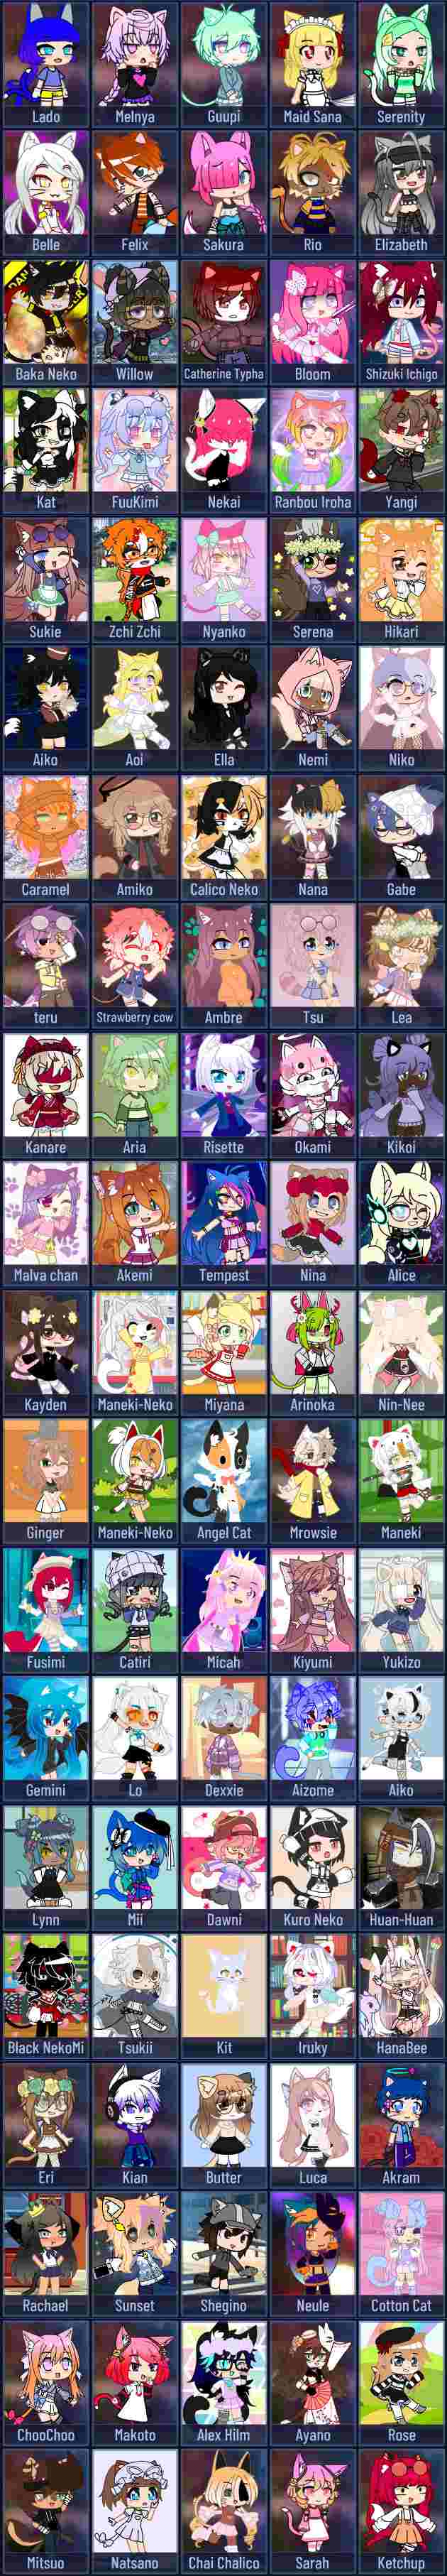 Lado
Melnya
Guupi
Maid Sana
Serenity
Belle
Felix
Sakura
Rio
Elizabeth
Baka Neko
Willow
Catherine Typha
Bloom
Shizuki Ichigo
Kat
FuuKimi
Nekai
Ranbou Iroha
Yangi
Sukie
Zchi Zchi
Nyanko
Serena
Hikari
Aiko
Aoi
Ella
Nemi
Niko
Caramel
Amiko
Calico Neko
Nana
Gabe
teru
Strawberry cow
Ambre
Tsu
Lea
Kanare
Aria
Risette
Okami
Kikoi
Malva chan
Akemi
Tempest
Nina
Alice
Kayden
Maneki-Neko
Miyana
Arinoka
Nin-Nee
Ginger
Maneki-Neko
Angel Cat
Mrowsie
Maneki
Fusimi
Catiri
Micah
Kiyumi
Yukizo
Gemini
Lo
Dexxie
Aizome
Aiko
Lynn
Mii
Dawni
Kuro Neko
Huan-Huan
Black NekoMi
Tsukii
Kit
Iruky
HanaBee
Eri
Kian
Butter
Luca
Akram
Rachael
Sunset
Shegino
Neule
Cotton Cat
ChooChoo
Makoto
Alex Hilm
Ayano
Rose
Mitsuo
Natsano
Chai Chalico
Sarah
Ketchup